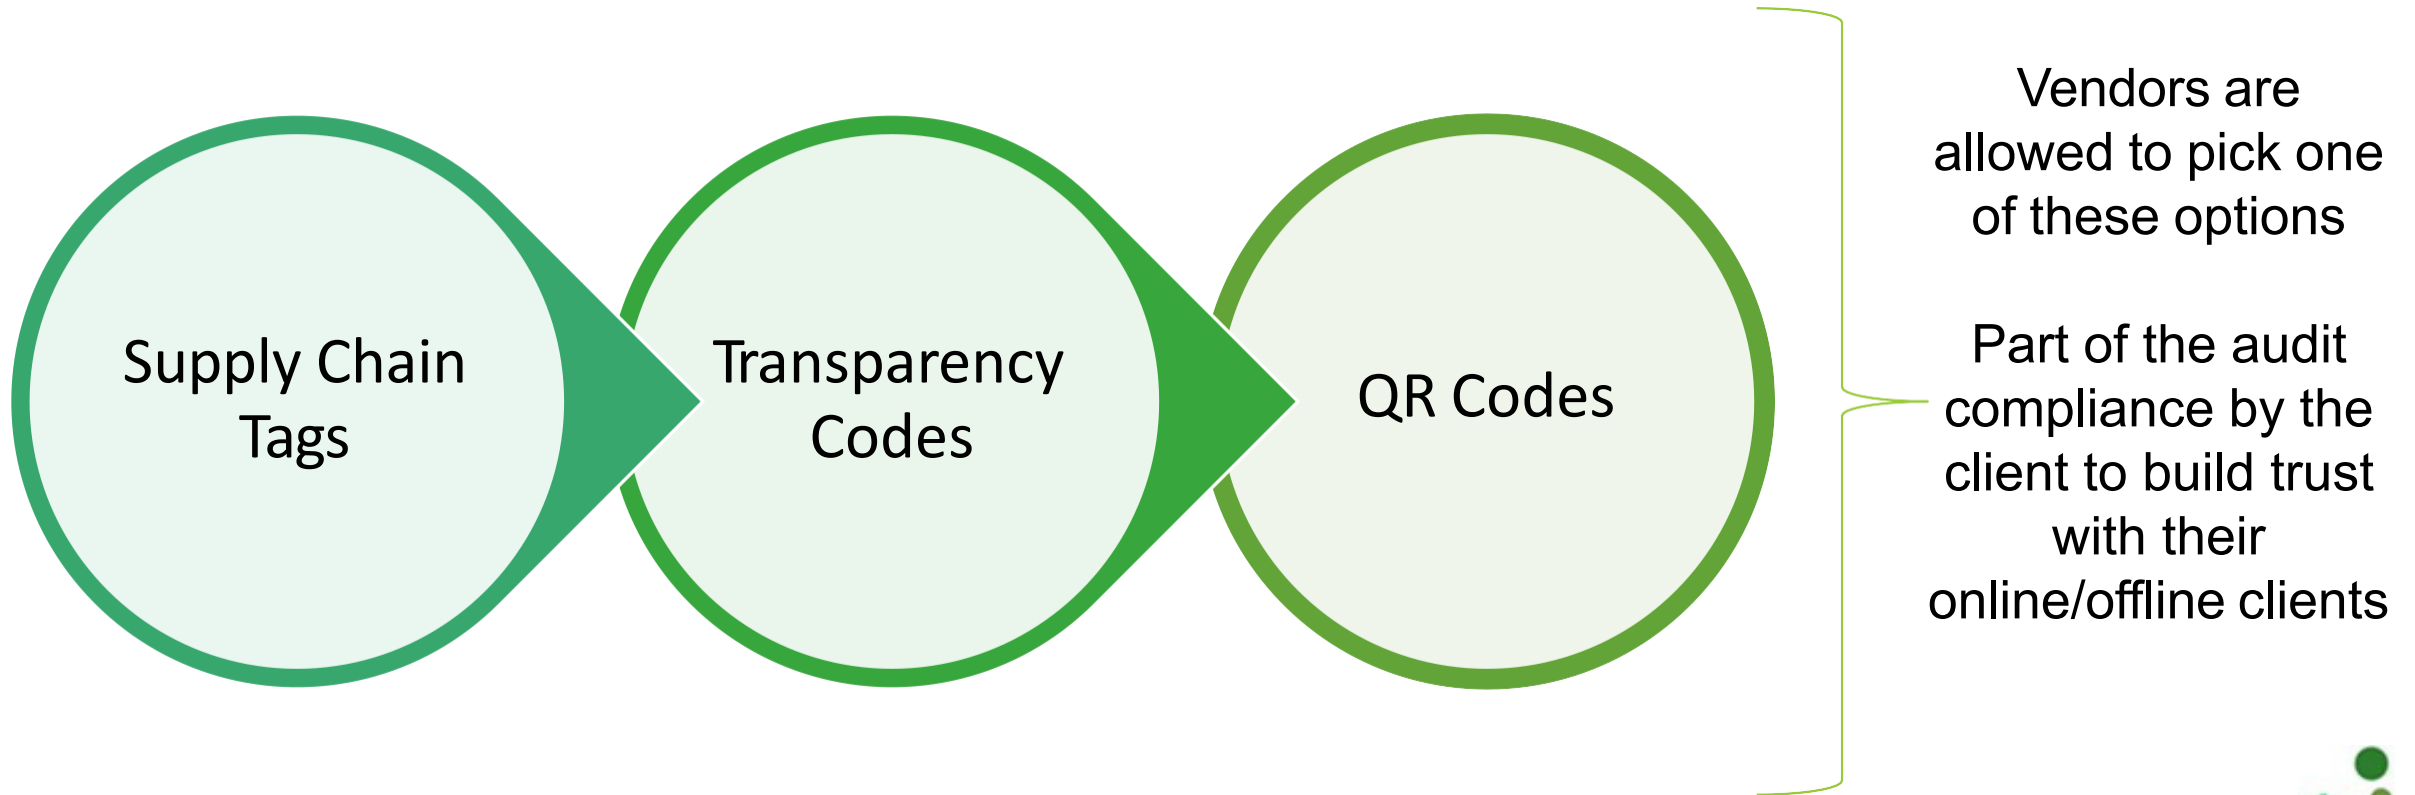 Supply Chain
Tags
Transparency
Codes
QR Codes
Vendors are
allowed to pick one
of these options
Part of the audit
compliance by the
client to build trust
with their
online/offline clients